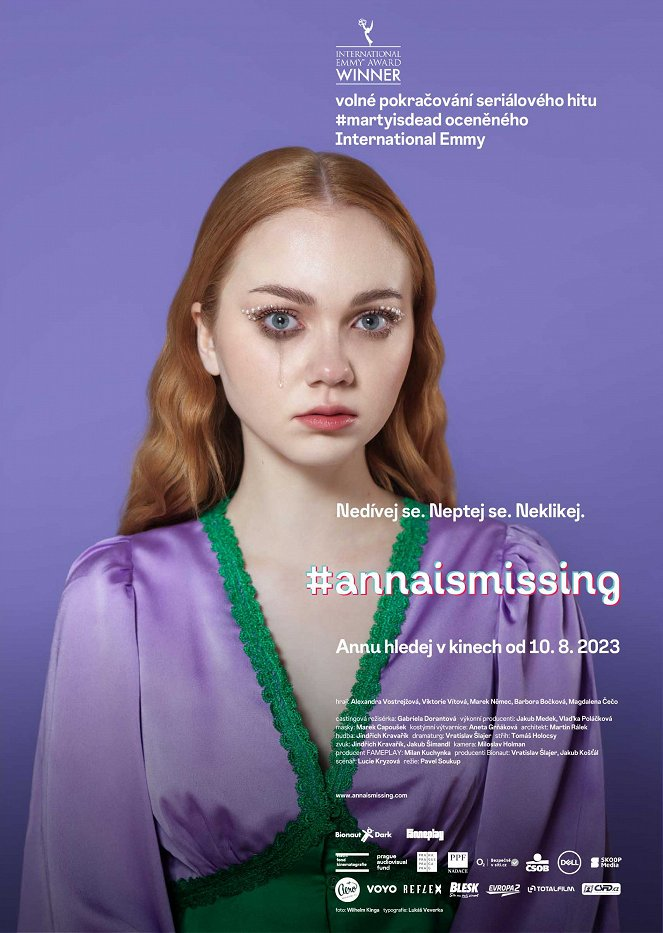 INTERNATIONAL
EMMY AWARD
WINNER
volné pokračování seriálového hitu
#martyisdead oceněného
International Emmy
Nedívej se. Neptej se. Neklikej.
#annaismissing
Annu hledej v kinech od 10. 8. 2023
hrají: Alexandra Vostrejžová, Viktorie Vítová, Marek Němec, Barbora Bočková, Magdalena Čečo
castingová režisérka: Gabriela Dorantová výkonní producenti: Jakub Medek, Vlaďka Poláčková
masky: Marek Capoušek kostýmní výtvarnice: Aneta Grňáková architekt: Martin Rálek
hudba: Jindřich Kravařík dramaturg: Vratislav Šlajer střih: Tomáš Holocsy
zvuk: Jindřich Kravařík, Jakub Šimandl kamera: Miloslav Holman
producent FAMEPLAY: Milan Kuchynka producenti Bionaut: Vratislav Šlajer, Jakub Košťál
scénář: Lucie Kryzová režie: Pavel Soukup
www.annaismissing.com
Bionaut Dark
fond kinematografie
prague audiovisual fund
PPF NADACE
O2 Bezpečně v síti.cz
ČSOB
DELL
SKOOP Media
Aero
VOYO
REFLEX
BLESK
EVROPA 2
TOTALFILM
ČSFD.cz
foto: Wilhelm Kinga typografie: Lukáš Veverka